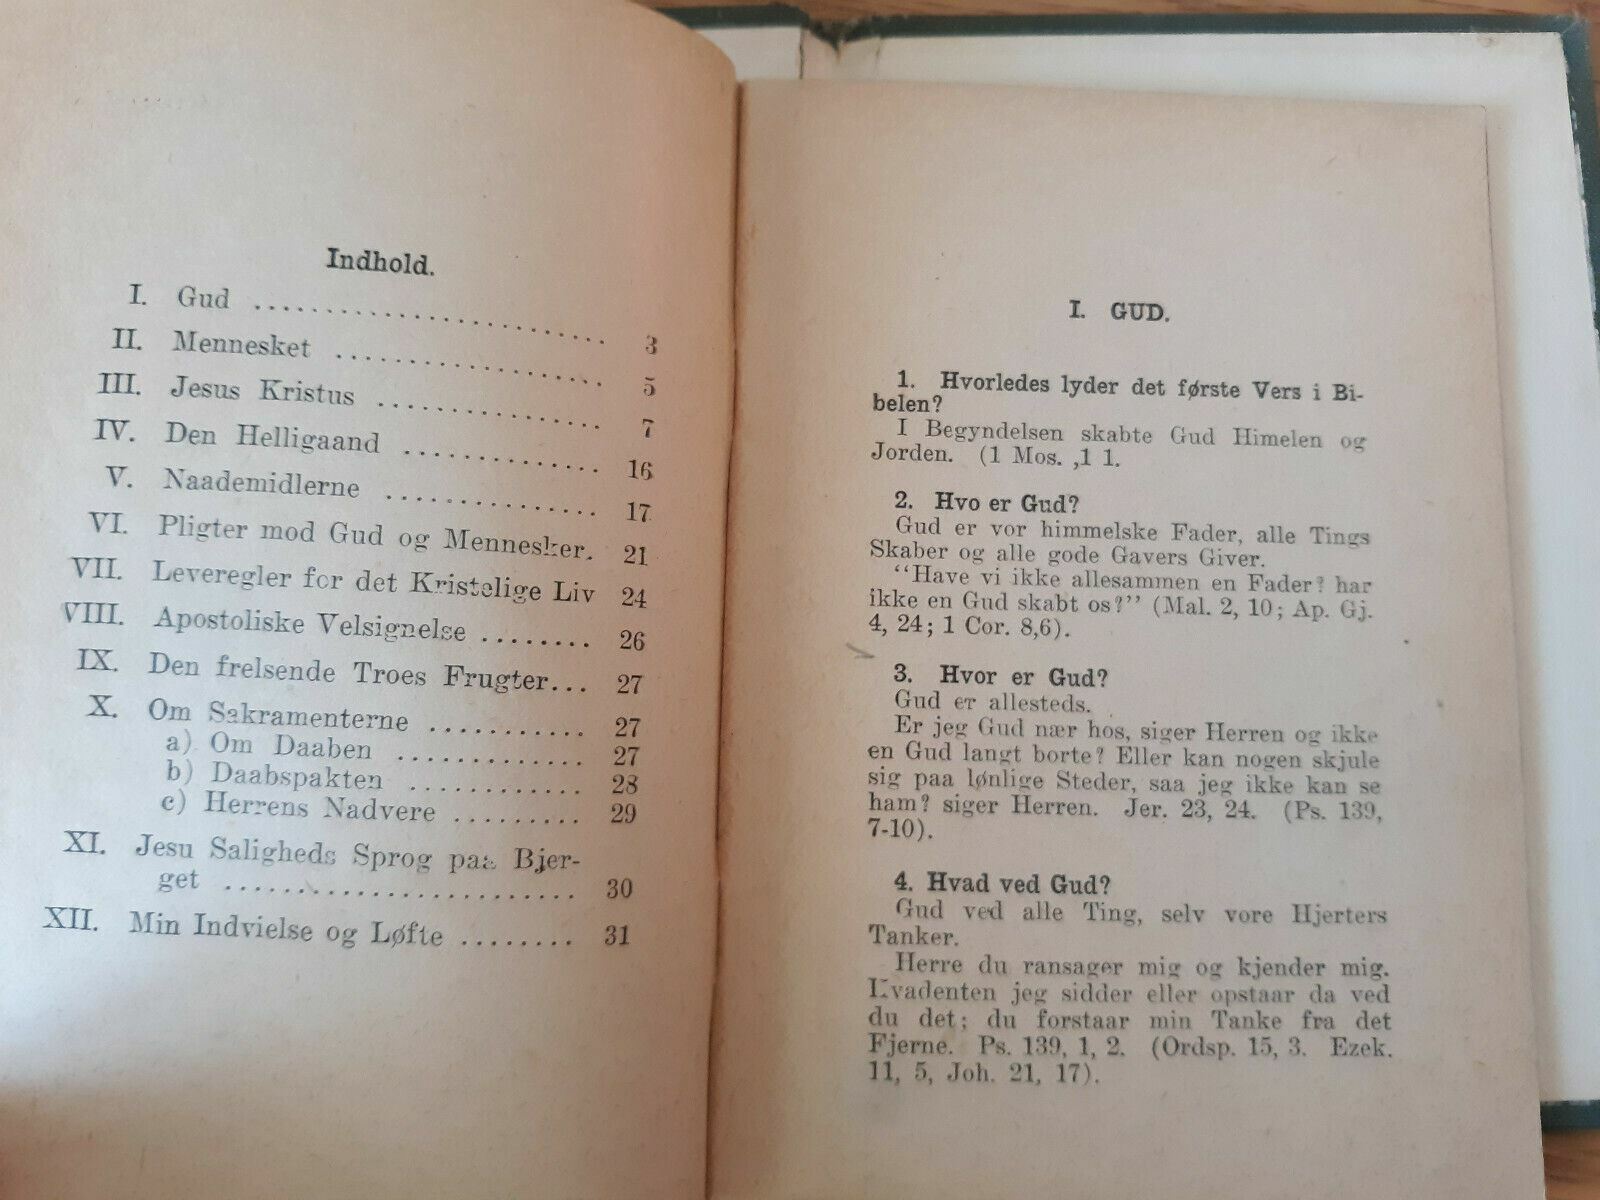 Indhold.
I. Gud .......................... 3
II. Mennesket .................... 5
III. Jesus Kristus ................ 7
IV. Den Helligaand .............. 16
V. Naademidlerne ............... 17
VI. Pligter mod Gud og Mennesker. 21
VII. Leveregler for det Kristelige Liv 24
VIII. Apostoliske Velsignelse ........ 26
IX. Den frelsende Troes Frugter... 27
X. Om Sakramenterne ........... 27
a) Om Daaben ............. 27
b) Daabspakten ............ 28
c) Herrens Nadvere ......... 29
XI. Jesu Saligheds Sprog paa Bjer-
get ........................ 30
XII. Min Indvielse og Løfte ........ 31
I. GUD.
1. Hvorledes lyder det første Vers i Bi-
belen?
I Begyndelsen skabte Gud Himelen og
Jorden. (1 Mos. ,1 1.
2. Hvo er Gud?
Gud er vor himmelske Fader, alle Tings
Skaber og alle gode Gavers Giver.
"Have vi ikke allesammen en Fader? har
ikke en Gud skabt os?" (Mal. 2, 10; Ap. Gj.
4, 24; 1 Cor. 8,6).
3. Hvor er Gud?
Gud er allesteds.
Er jeg Gud nær hos, siger Herren og ikke
en Gud langt borte? Eller kan nogen skjule
sig paa lønlige Steder, saa jeg ikke kan se
ham? siger Herren. Jer. 23, 24. (Ps. 139,
7-10).
4. Hvad ved Gud?
Gud ved alle Ting, selv vore Hjerters
Tanker.
Herre du ransager mig og kjender mig.
Hvadenten jeg sidder eller opstaar da ved
du det; du forstaar min Tanke fra det
Fjerne. Ps. 139, 1, 2. (Ordsp. 15, 3. Ezek.
11, 5, Joh. 21, 17).